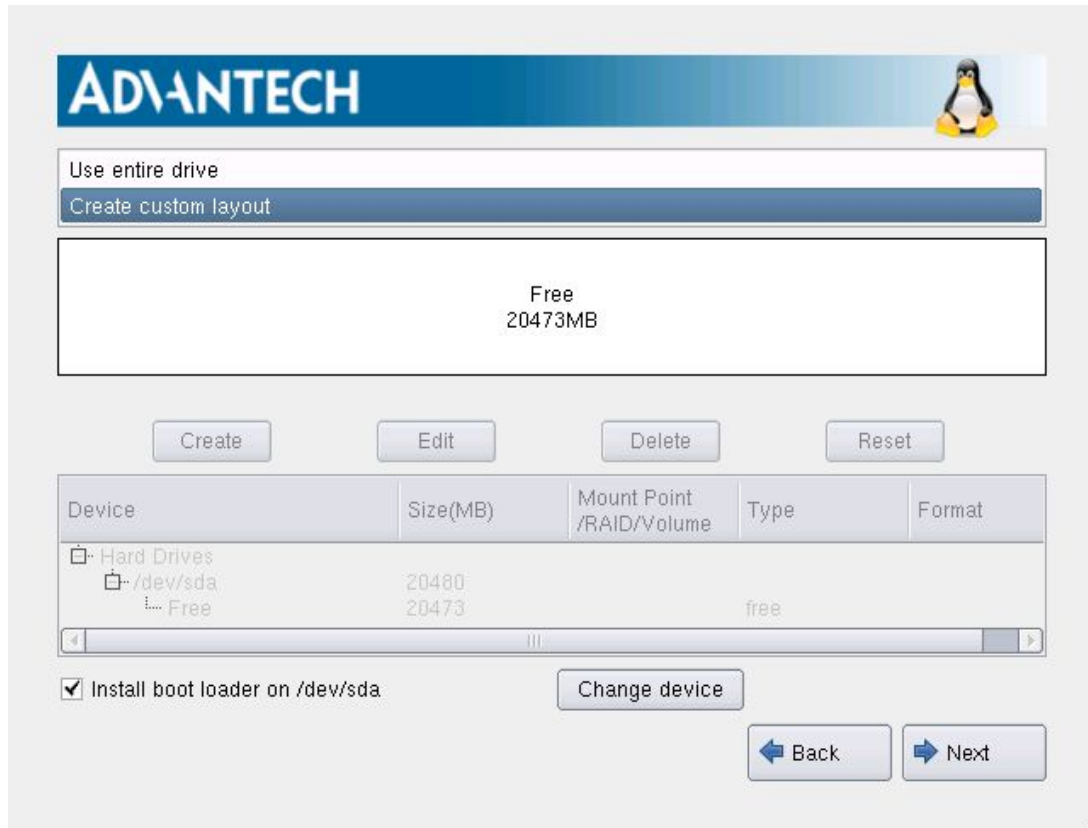 ADVANTECH
Use entire drive
Create custom layout
Free
20473MB
Create Edit Delete Reset
Device Size(MB) Mount Point /RAID/Volume Type Format
Hard Drives
/dev/sda 20480
Free 20473 free
Install boot loader on /dev/sda Change device
Back Next